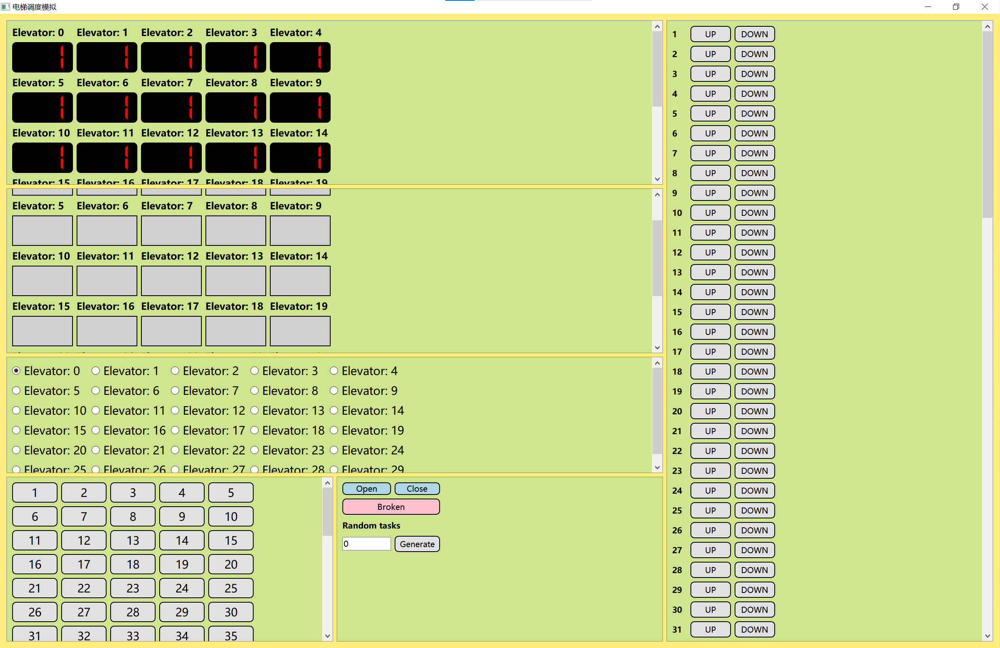 电梯调度模拟
Elevator: 0 Elevator: 1 Elevator: 2 Elevator: 3 Elevator: 4
1 1 1 1 1
Elevator: 5 Elevator: 6 Elevator: 7 Elevator: 8 Elevator: 9
1 1 1 1 1
Elevator: 10 Elevator: 11 Elevator: 12 Elevator: 13 Elevator: 14
1 1 1 1 1
Elevator: 15 Elevator: 16 Elevator: 17 Elevator: 18 Elevator: 19
Elevator: 5 Elevator: 6 Elevator: 7 Elevator: 8 Elevator: 9
Elevator: 10 Elevator: 11 Elevator: 12 Elevator: 13 Elevator: 14
Elevator: 15 Elevator: 16 Elevator: 17 Elevator: 18 Elevator: 19
Elevator: 0 Elevator: 1 Elevator: 2 Elevator: 3 Elevator: 4
Elevator: 5 Elevator: 6 Elevator: 7 Elevator: 8 Elevator: 9
Elevator: 10 Elevator: 11 Elevator: 12 Elevator: 13 Elevator: 14
Elevator: 15 Elevator: 16 Elevator: 17 Elevator: 18 Elevator: 19
Elevator: 20 Elevator: 21 Elevator: 22 Elevator: 23 Elevator: 24
Elevator: 25 Elevator: 26 Elevator: 27 Elevator: 28 Elevator: 29
1 2 3 4 5
6 7 8 9 10
11 12 13 14 15
16 17 18 19 20
21 22 23 24 25
26 27 28 29 30
31 32 33 34 35
Open Close
Broken
Random tasks
0 Generate
1 UP DOWN
2 UP DOWN
3 UP DOWN
4 UP DOWN
5 UP DOWN
6 UP DOWN
7 UP DOWN
8 UP DOWN
9 UP DOWN
10 UP DOWN
11 UP DOWN
12 UP DOWN
13 UP DOWN
14 UP DOWN
15 UP DOWN
16 UP DOWN
17 UP DOWN
18 UP DOWN
19 UP DOWN
20 UP DOWN
21 UP DOWN
22 UP DOWN
23 UP DOWN
24 UP DOWN
25 UP DOWN
26 UP DOWN
27 UP DOWN
28 UP DOWN
29 UP DOWN
30 UP DOWN
31 UP DOWN